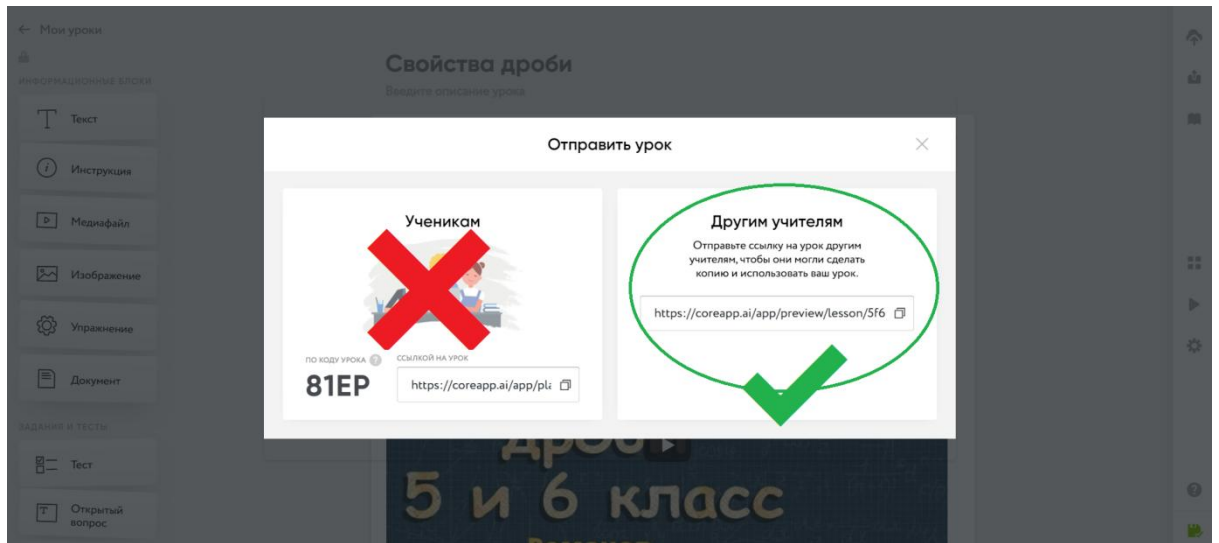 ← Мои уроки
ИНФОРМАЦИОННЫЕ БЛОКИ
Текст
Инструкция
Медиафайл
Изображение
Упражнение
Документ
ЗАДАНИЯ И ТЕСТЫ
Тест
Открытый
вопрос
Свойства дроби
Введите описание урока
Отправить урок
Ученикам
ПО КОДУ УРОКА
81EP
ССЫЛКОЙ НА УРОК
https://coreapp.ai/app/pla
Другим учителям
Отправьте ссылку на урок другим
учителям, чтобы они могли сделать
копию и использовать ваш урок.
https://coreapp.ai/app/preview/lesson/5f6
5 и 6 класс